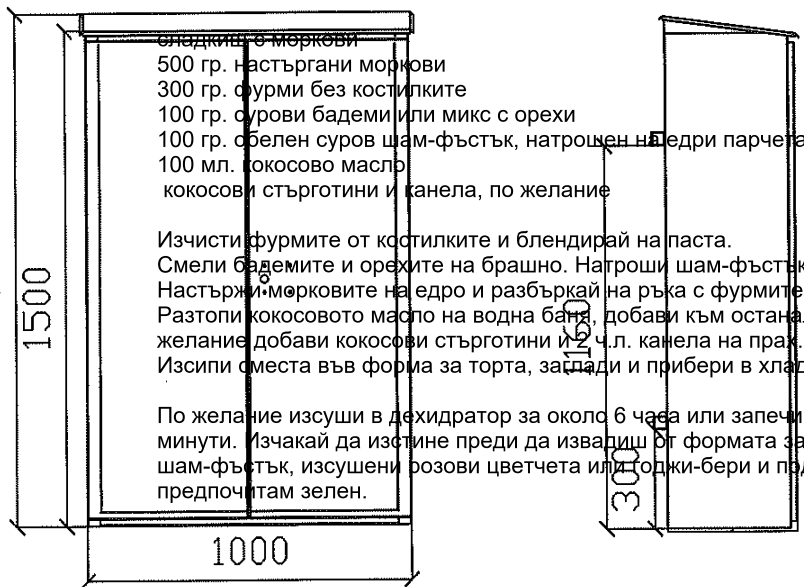 сладкиш с моркови
500 гр. настъргани моркови
300 гр. фурми без костилките
100 гр. сурови бадеми или микс с орехи
100 гр. обелен суров шам-фъстък, натрошен на едри парчета
100 мл. кокосово масло
кокосови стърготини и канела, по желание
Изчисти фурмите от костилките и блендирай на паста.
Смели бадемите и орехите на брашно. Натроши шам-фъстък
Настържи морковите на едро и разбъркай на ръка с фурмите
Разтопи кокосовото масло на водна баня, добави към
желание добави кокосови стърготини и 2 ч.л. канела на прах.
Изсипи сместа във форма за торта, заглади и прибери в
По желание изсуши в дехидратор за около 6 часа или запечи
минути. Изчакай да изстине преди да извадиш от формата
шам-фъстък, изсушени розови цветчета или годжи-бери и
предпочитам зелен.
1500
1000
1160
300